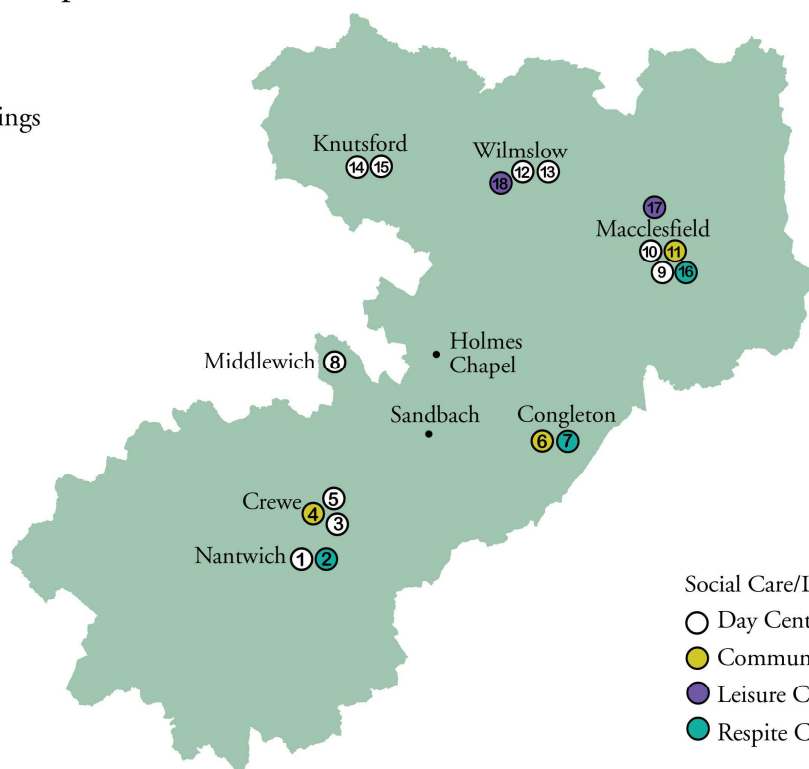 ings
Knutsford
14 15
Wilmslow
18 12 13
17
Macclesfield
10 11
9 16
Holmes
Chapel
Middlewich 8
Sandbach
Congleton
6 7
Crewe 4 5
3
Nantwich 1 2
Social Care/
Day Cent
Commun
Leisure C
Respite C